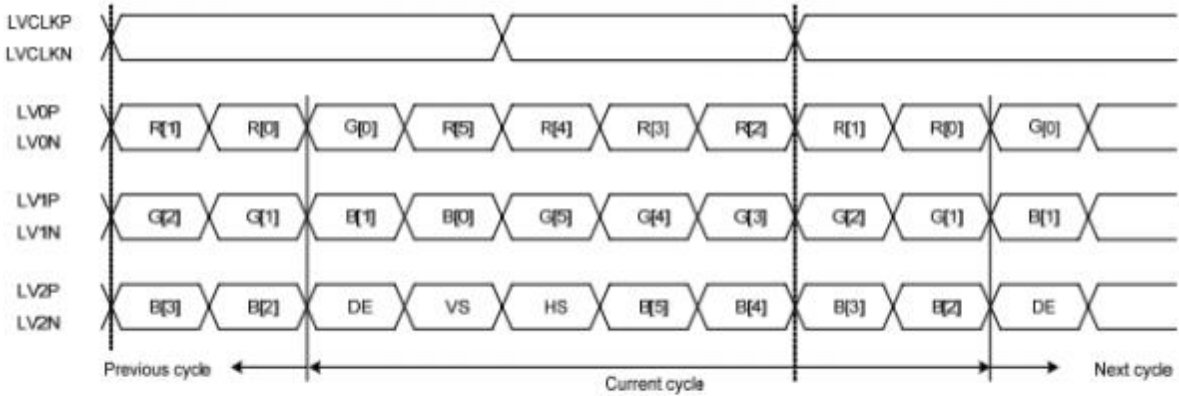 LVCLKP
LVCLKN
LV0P
LV0N
R[1] R[0] G[0] R[5] R[4] R[3] R[2] R[1] R[0] G[0]
LV1P
LV1N
G[2] G[1] B[1] B[0] G[5] G[4] G[3] G[2] G[1] B[1]
LV2P
LV2N
B[3] B[2] DE VS HS B[5] B[4] B[3] B[2] DE
Previous cycle Current cycle Next cycle